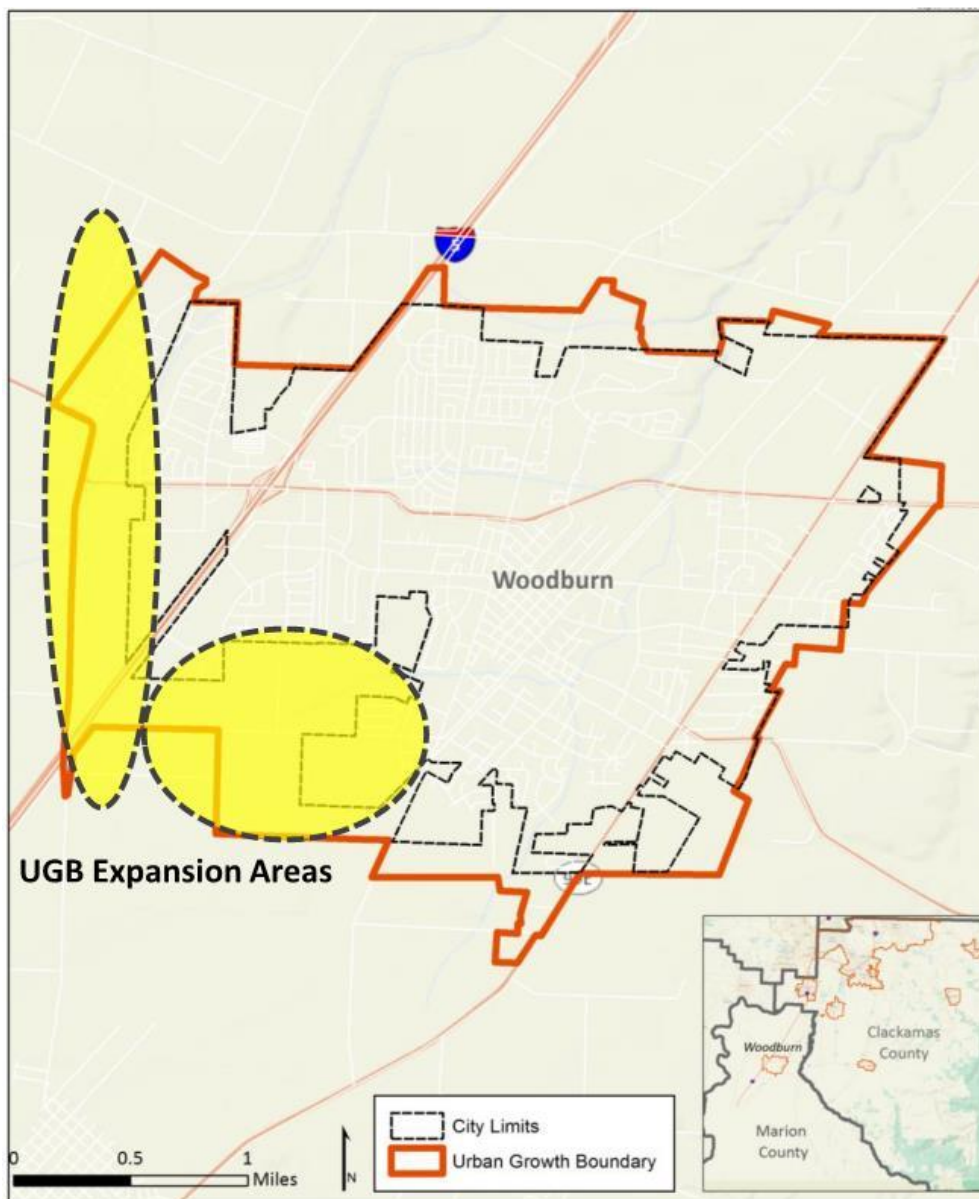 5
Woodburn
UGB Expansion Areas
0 0.5 1
Miles
N
City Limits
Urban Growth Boundary
Woodburn
Clackamas
County
Marion
County